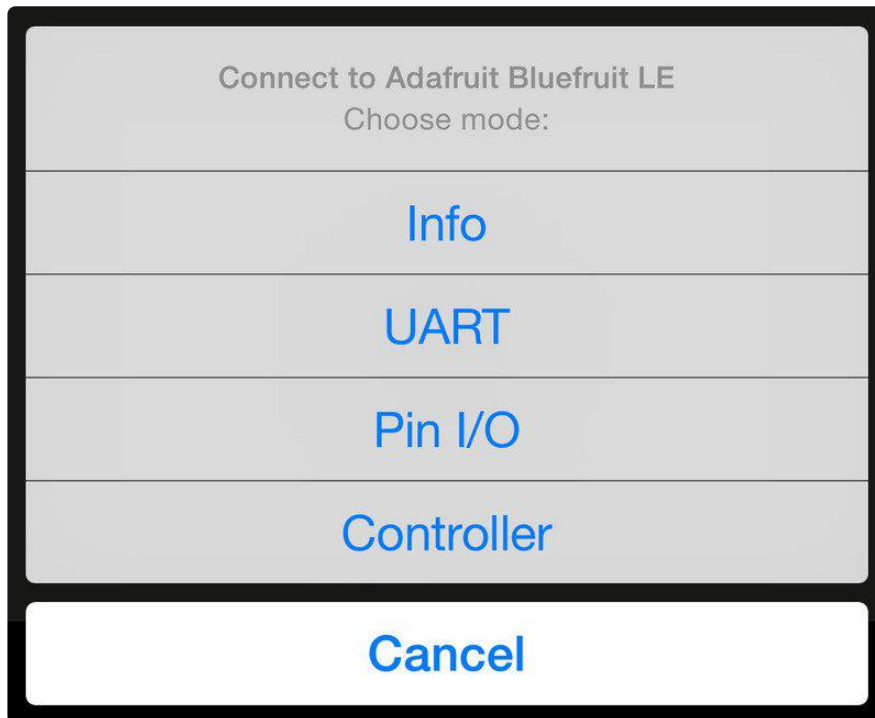 Connect to Adafruit Bluefruit LE
Choose mode:
Info
UART
Pin I/O
Controller
Cancel